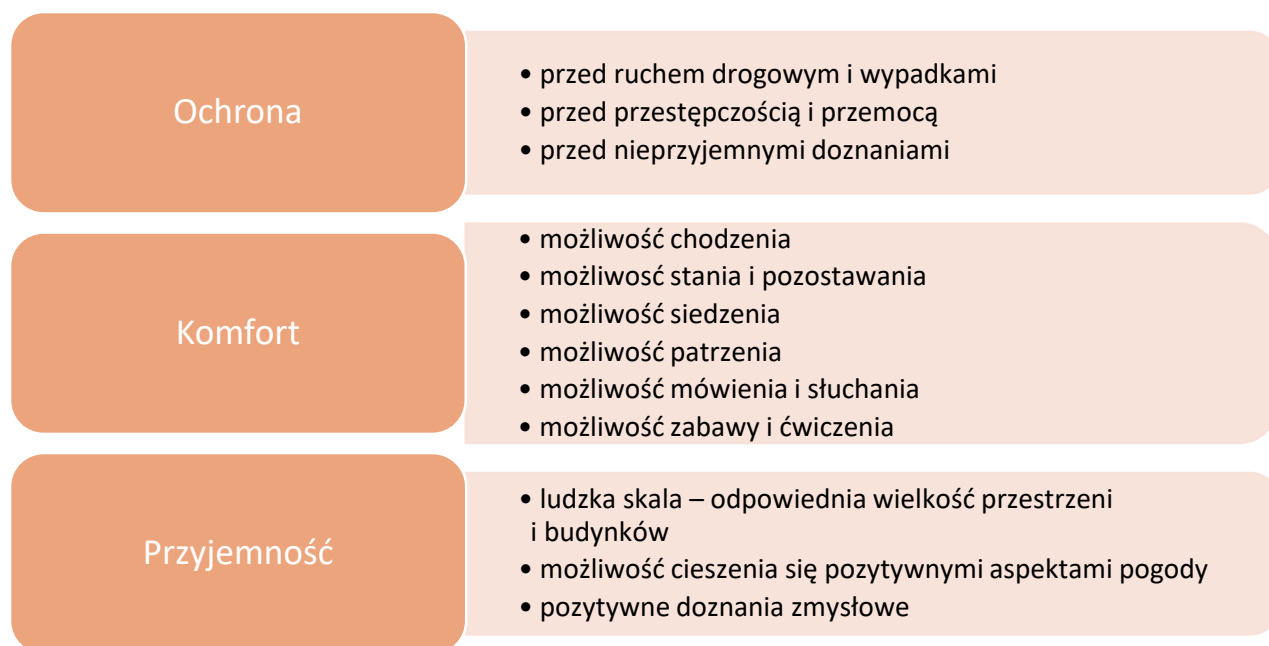 Ochrona
• przed ruchem drogowym i wypadkami
• przed przestępczością i przemocą
• przed nieprzyjemnymi doznaniami
Komfort
• możliwość chodzenia
• możliwosć stania i pozostawania
• możliwość siedzenia
• możliwość patrzenia
• możliwość mówienia i słuchania
• możliwość zabawy i ćwiczenia
Przyjemność
• ludzka skala – odpowiednia wielkość przestrzeni
i budynków
• możliwość cieszenia się pozytywnymi aspektami pogody
• pozytywne doznania zmysłowe